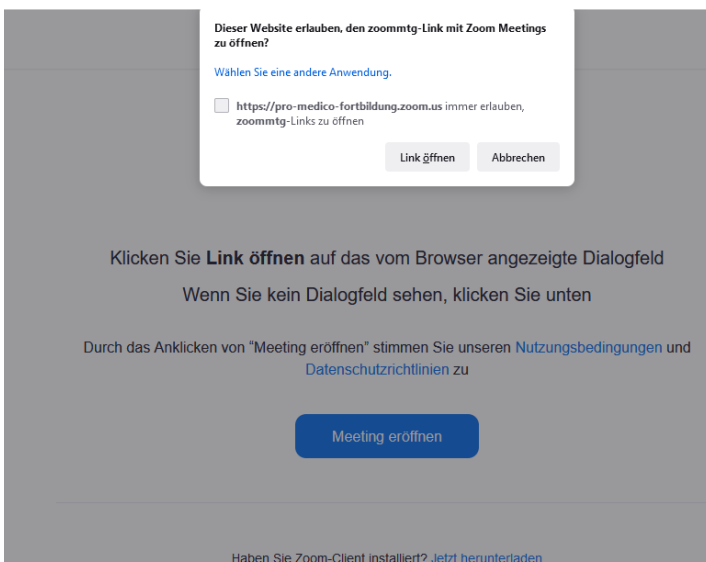 Dieser Website erlauben, den zoommtg-Link mit Zoom Meetings
zu öffnen?
Wählen Sie eine andere Anwendung.
https://pro-medico-fortbildung.zoom.us immer erlauben,
zoommtg-Links zu öffnen
Link öffnen Abbrechen
Klicken Sie Link öffnen auf das vom Browser angezeigte Dialogfeld
Wenn Sie kein Dialogfeld sehen, klicken Sie unten
Durch das Anklicken von “Meeting eröffnen” stimmen Sie unseren Nutzungsbedingungen und
Datenschutzrichtlinien zu
Meeting eröffnen
Haben Sie Zoom-Client installiert? Jetzt herunterladen